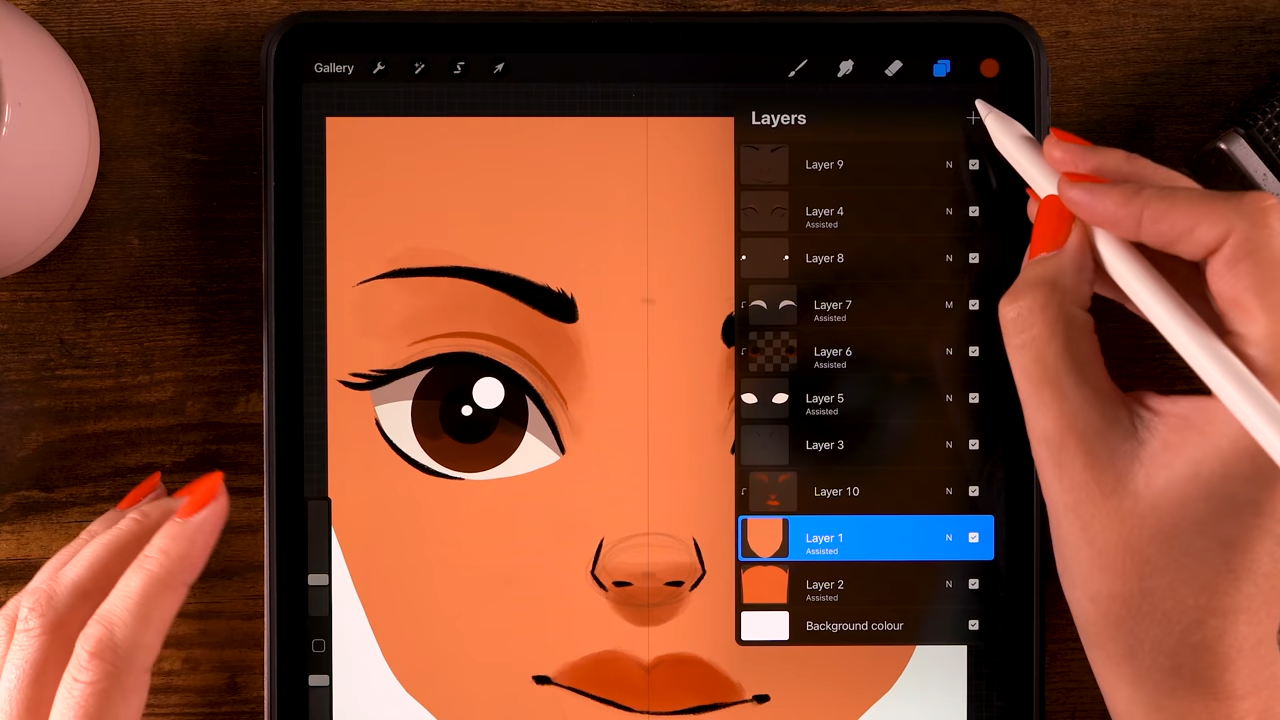 Gallery
Layers
Layer 9
N
Layer 4
Assisted
N
Layer 8
N
Layer 7
Assisted
M
Layer 6
Assisted
N
Layer 5
Assisted
N
Layer 3
N
Layer 10
N
Layer 1
Assisted
N
Layer 2
Assisted
N
Background colour